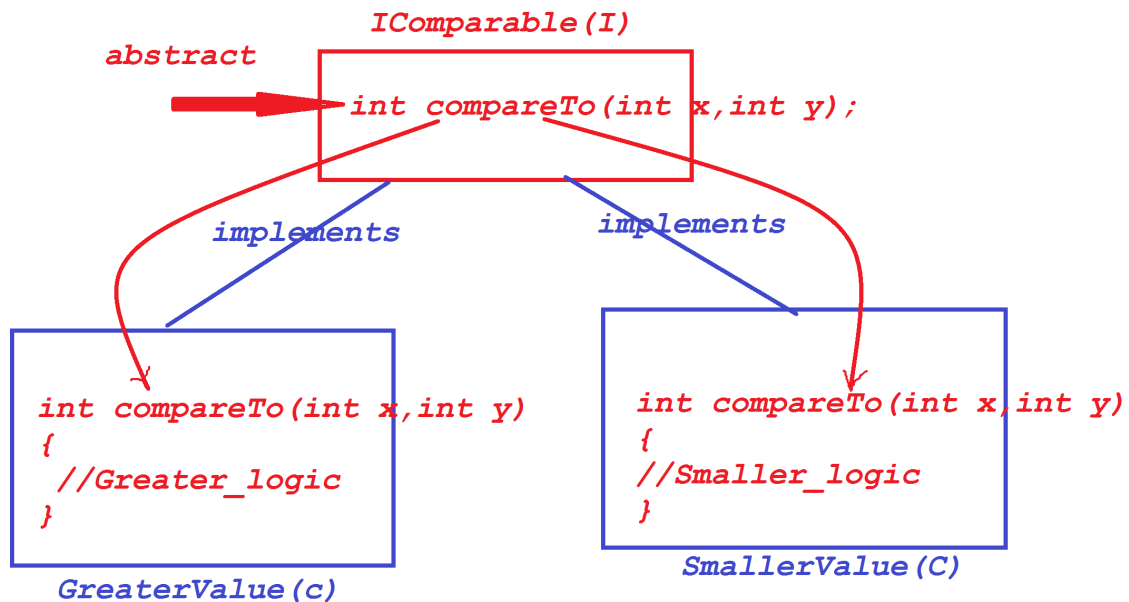 IComparable(I)
abstract
int compareTo(int x,int y);
implements
implements
int compareTo(int x,int y)
{
//Greater_logic
}
GreaterValue(c)
int compareTo(int x,int y)
{
//Smaller_logic
}
SmallerValue(C)